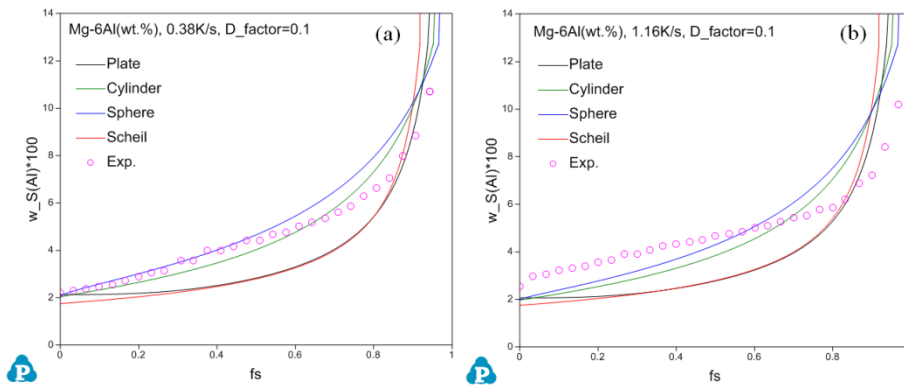 Mg-6Al(wt.%), 0.38K/s, D_factor=0.1
(a)
Plate
Cylinder
Sphere
Scheil
Exp.
w_S(Al)*100
14
12
10
8
6
4
2
0
0
0.2
0.4
0.6
0.8
1
fs
P
Mg-6Al(wt.%), 1.16K/s, D_factor=0.1
(b)
Plate
Cylinder
Sphere
Scheil
Exp.
w_S(Al)*100
14
12
10
8
6
4
2
0
0
0.2
0.4
0.6
0.8
fs
P